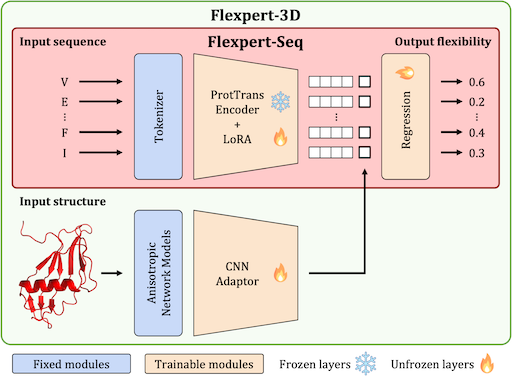 Flexpert-3D
Input sequence
Flexpert-Seq
Output flexibility
V
E
⋮
F
I
Tokenizer
ProtTrans
Encoder
+
LoRA
⋮
Regression
0.6
0.2
⋮
0.4
0.3
Input structure
Anisotropic
Network Models
CNN
Adaptor
Fixed modules
Trainable modules
Frozen layers
Unfrozen layers